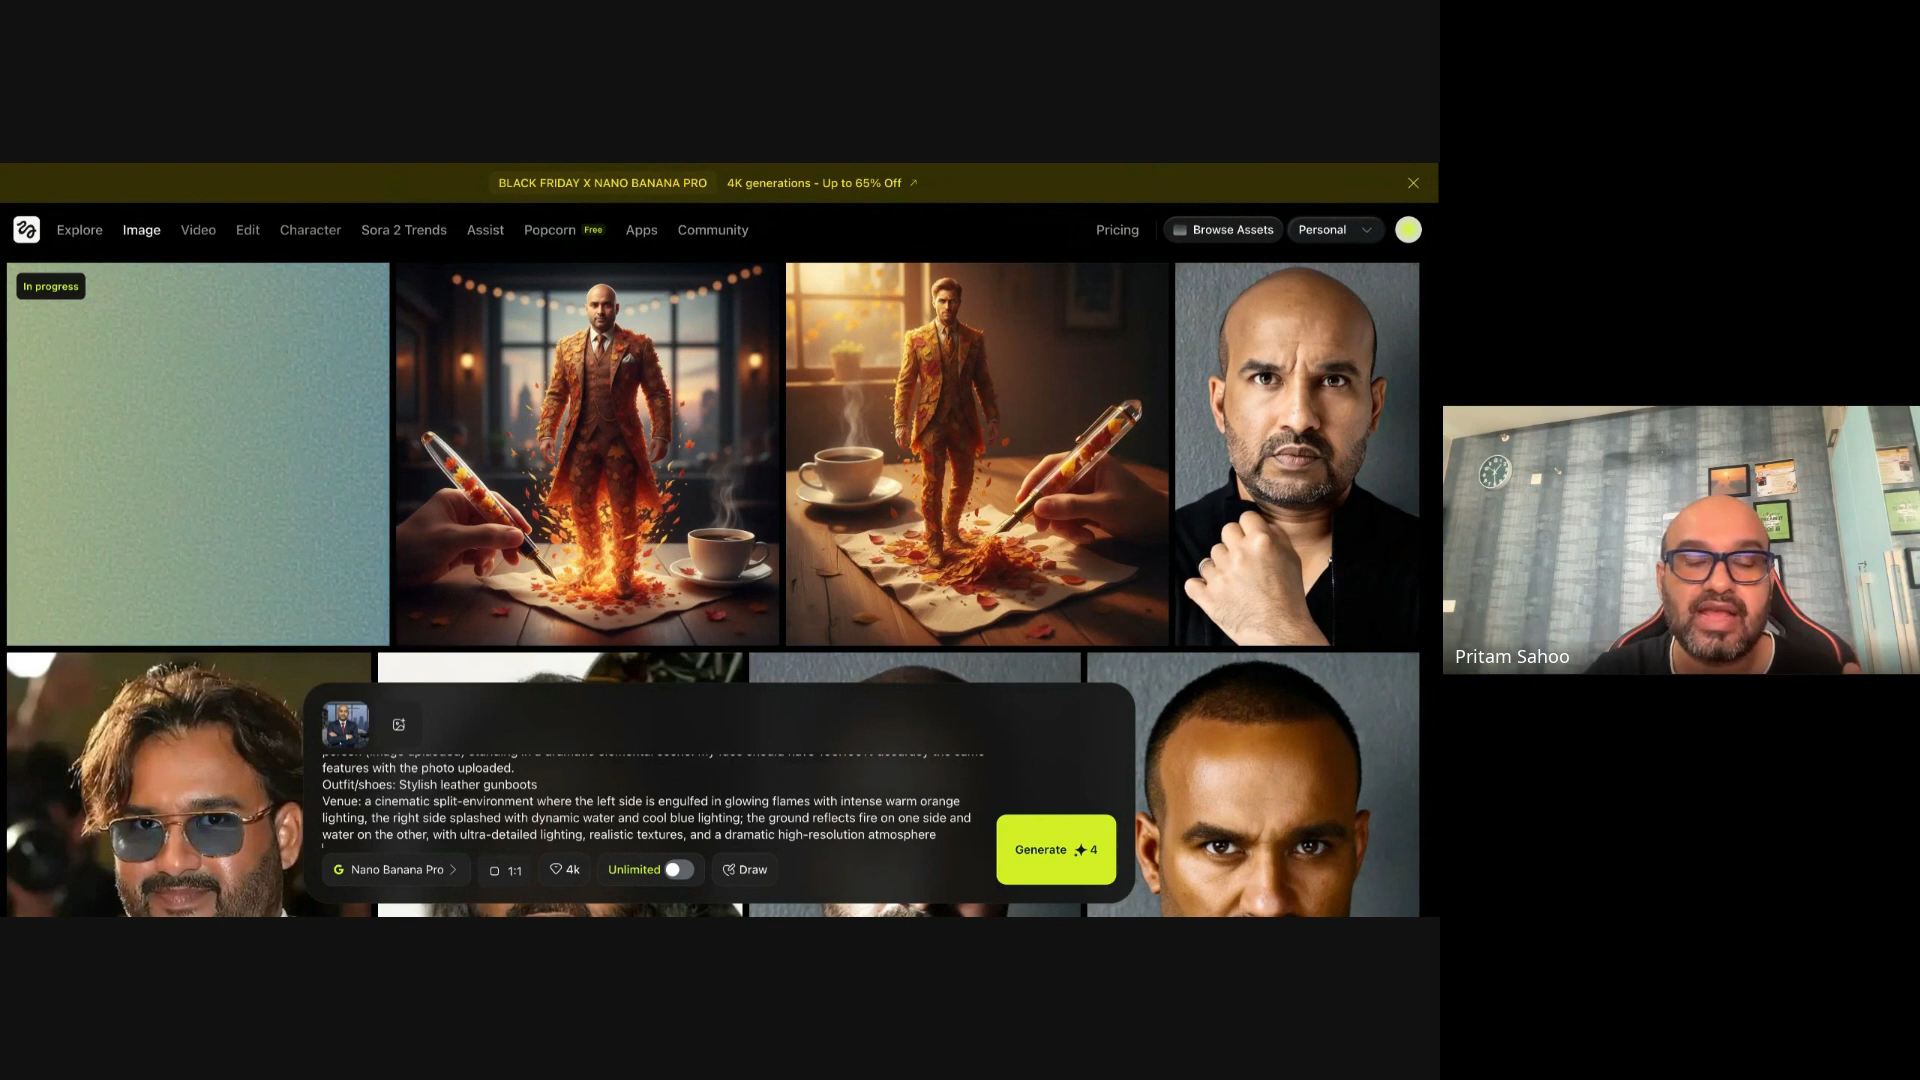 BLACK FRIDAY X NANO BANANA PRO 4K generations - Up to 65% Off
Explore Image Video Edit Character Sora 2 Trends Assist Popcorn Free Apps Community Pricing Browse Assets Personal
In progress
features with the photo uploaded.
Outfit/shoes: Stylish leather gunboots
Venue: a cinematic split-environment where the left side is engulfed in glowing flames with intense warm orange
lighting, the right side splashed with dynamic water and cool blue lighting; the ground reflects fire on one side and
water on the other, with ultra-detailed lighting, realistic textures, and a dramatic high-resolution atmosphere
Nano Banana Pro 1:1 4k Unlimited Draw
Generate 4
Pritam Sahoo